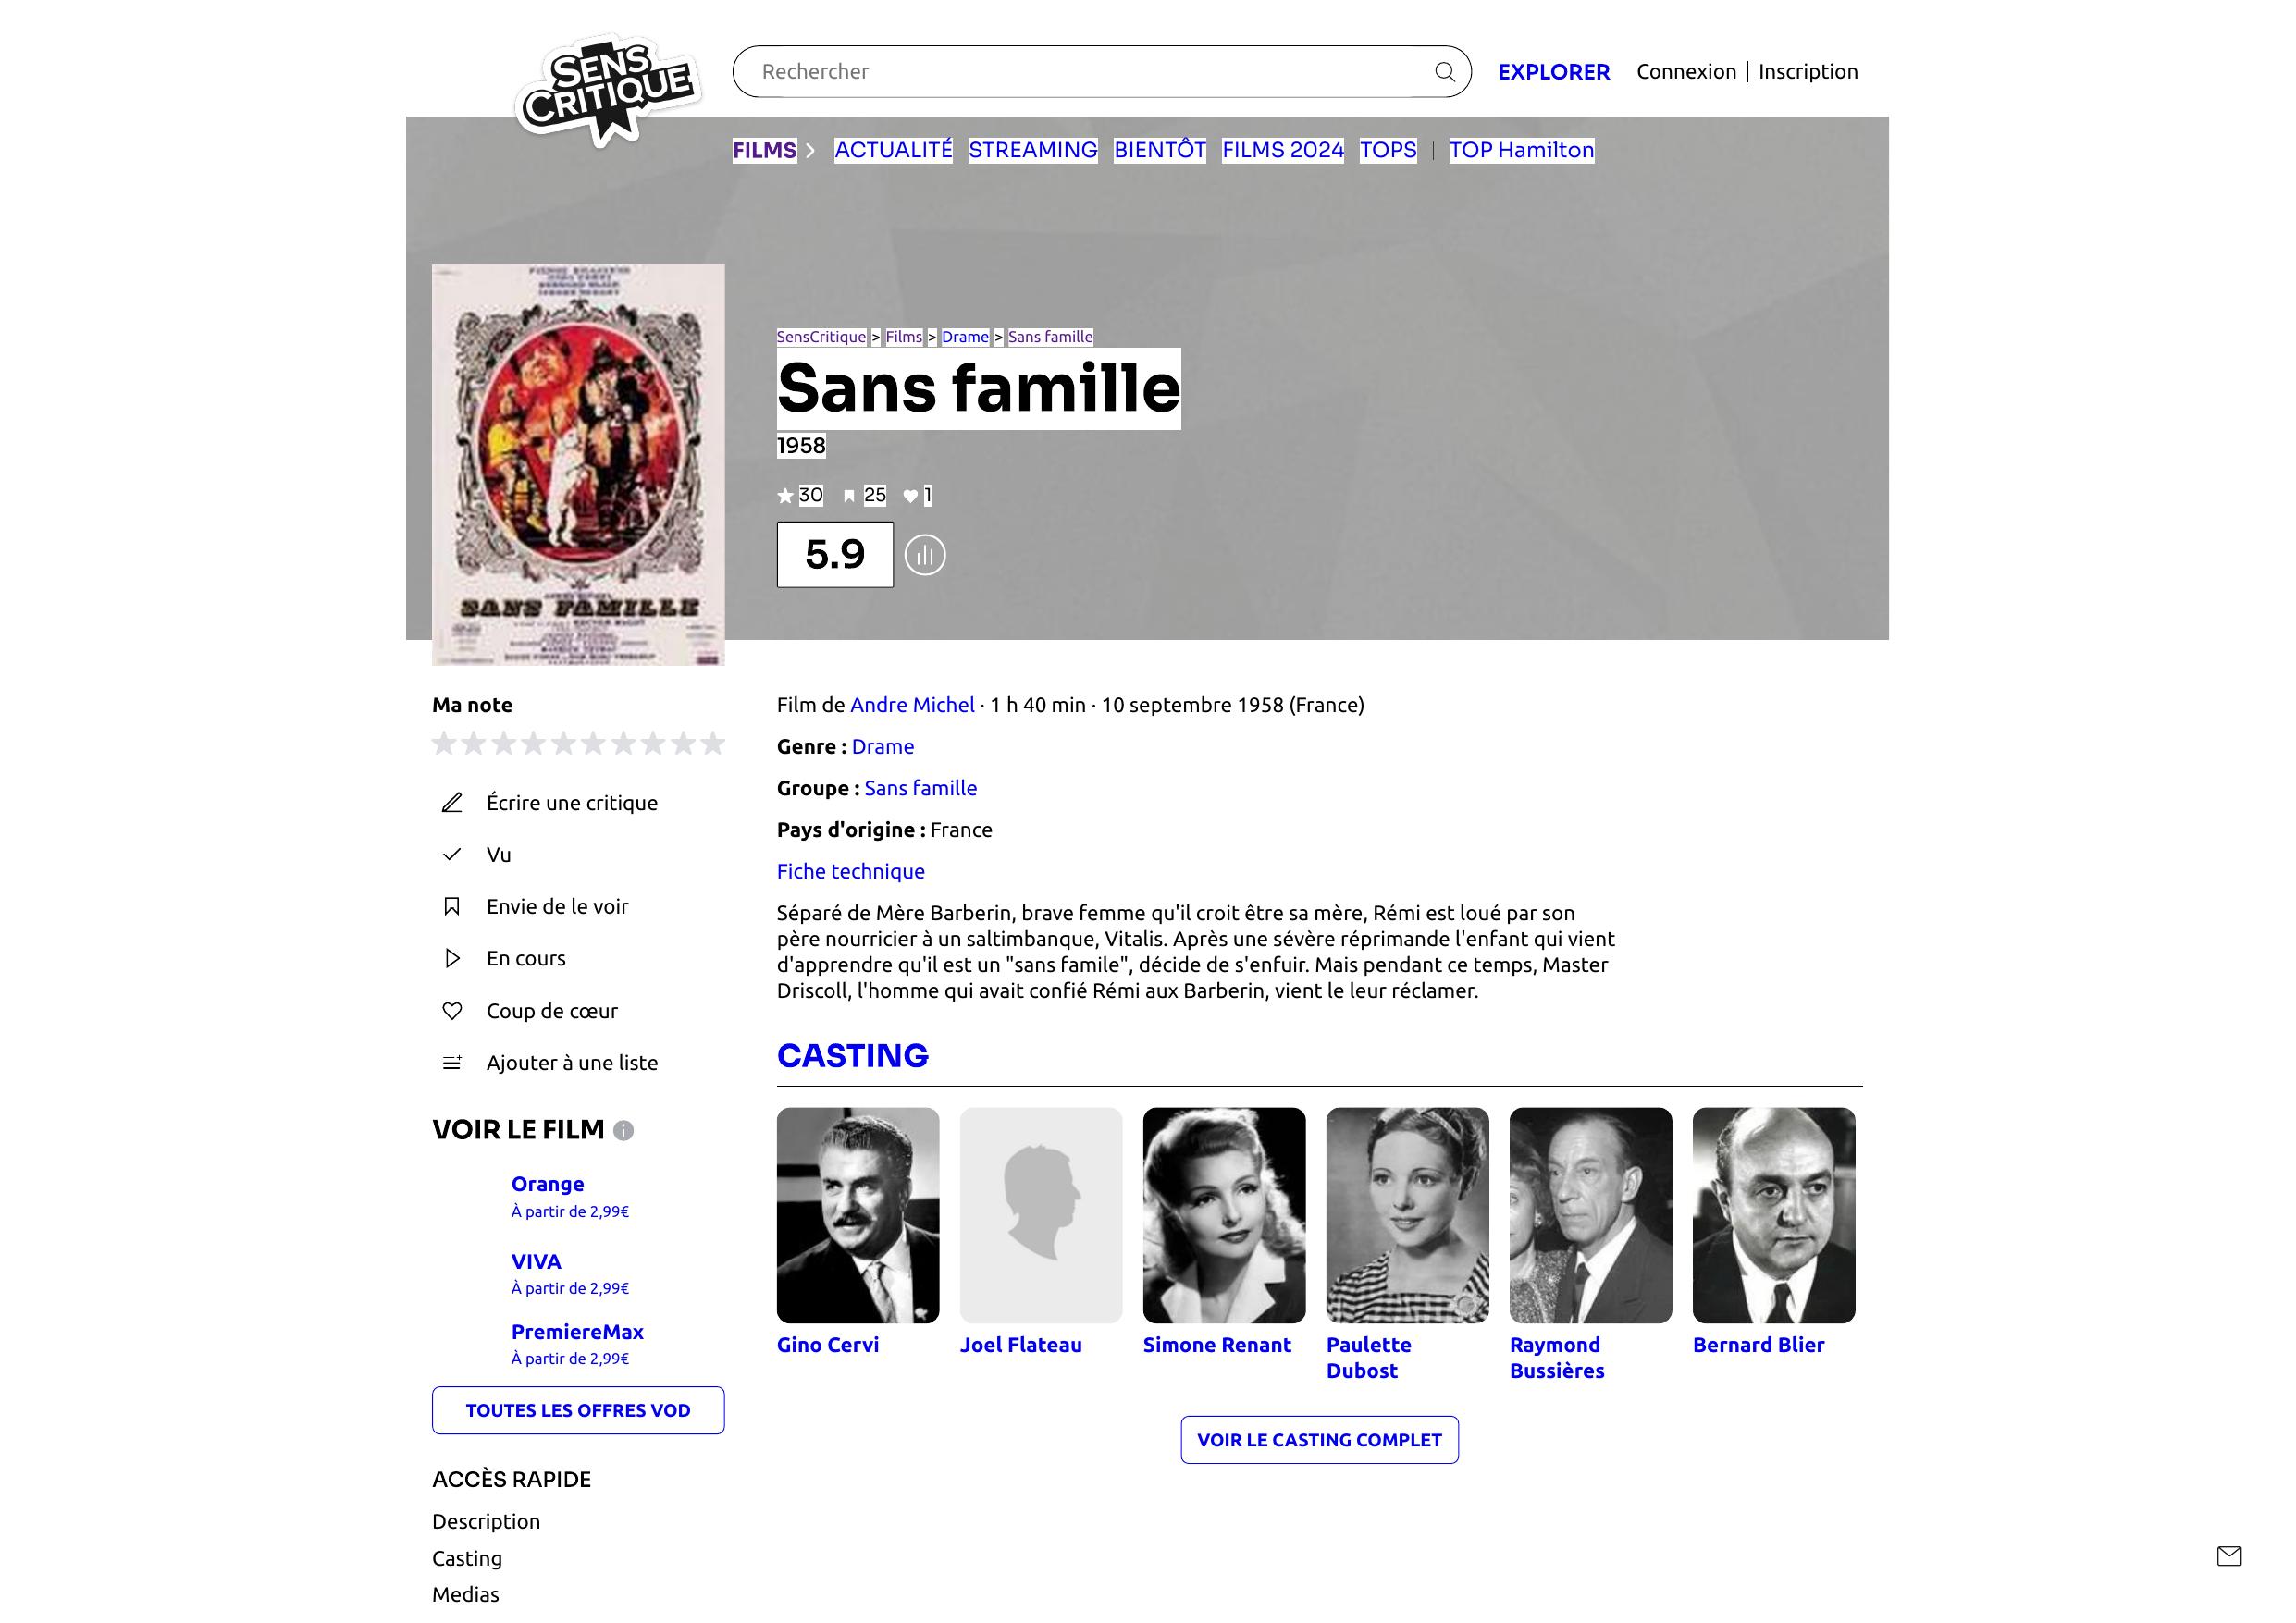 SENS
CRITIQUE
Rechercher
EXPLORER
Connexion | Inscription
FILMS
ACTUALITÉ
STREAMING
BIENTÔT
FILMS 2024
TOPS
TOP Hamilton
SensCritique > Films > Drame > Sans famille
Sans famille
1958
30 25 1
5.9
SANS FAMILLE
Ma note
Écrire une critique
Vu
Envie de le voir
En cours
Coup de cœur
Ajouter à une liste
VOIR LE FILM
Orange
À partir de 2,99€
VIVA
À partir de 2,99€
PremiereMax
À partir de 2,99€
TOUTES LES OFFRES VOD
ACCÈS RAPIDE
Description
Casting
Medias
Film de Andre Michel · 1 h 40 min · 10 septembre 1958 (France)
Genre : Drame
Groupe : Sans famille
Pays d'origine : France
Fiche technique
Séparé de Mère Barberin, brave femme qu'il croit être sa mère, Rémi est loué par son
père nourricier à un saltimbanque, Vitalis. Après une sévère réprimande l'enfant qui vient
d'apprendre qu'il est un "sans famile", décide de s'enfuir. Mais pendant ce temps, Master
Driscoll, l'homme qui avait confié Rémi aux Barberin, vient le leur réclamer.
CASTING
Gino Cervi
Joel Flateau
Simone Renant
Paulette
Dubost
Raymond
Bussières
Bernard Blier
VOIR LE CASTING COMPLET